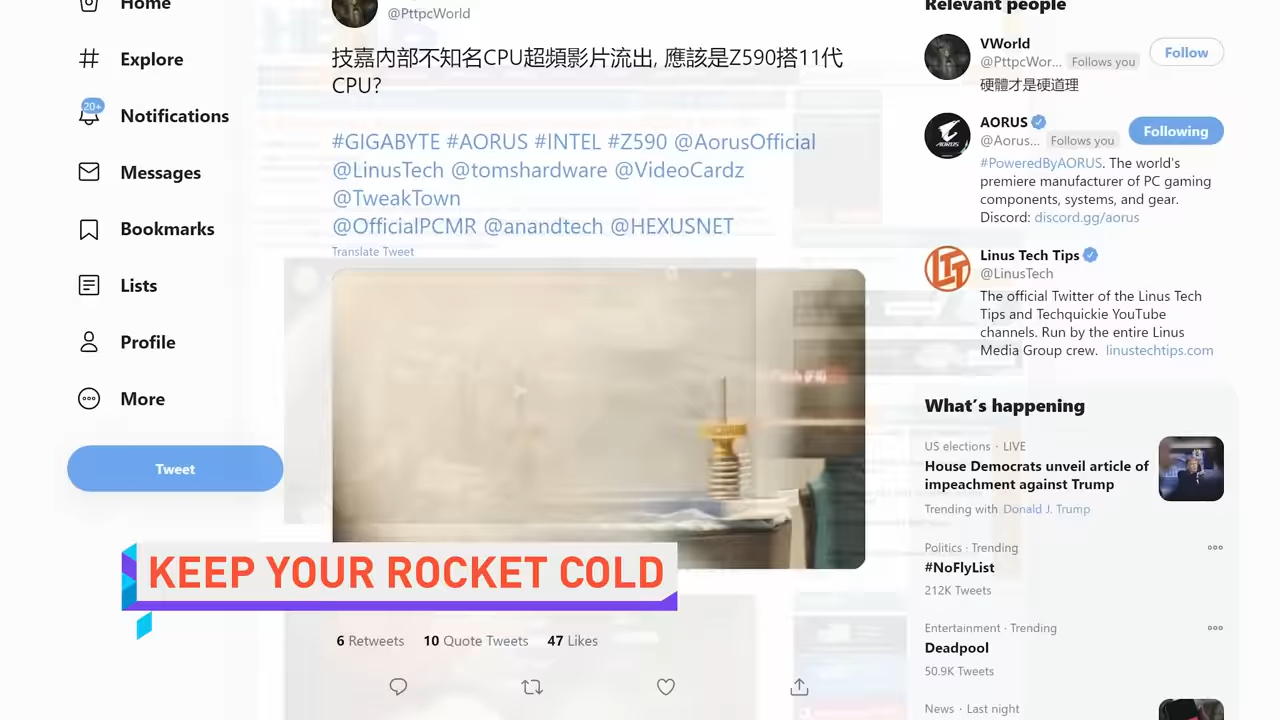 Home
Explore
20+
Notifications
Messages
Bookmarks
Lists
Profile
More
Tweet
@PttpcWorld
技嘉內部不知名CPU超頻影片流出, 應該是Z590搭11代
CPU?
#GIGABYTE #AORUS #INTEL #Z590 @AorusOfficial
@LinusTech @tomshardware @VideoCardz
@TweakTown
@OfficialPCMR @anandtech @HEXUSNET
Translate Tweet
KEEP YOUR ROCKET COLD
6 Retweets 10 Quote Tweets 47 Likes
Relevant people
VWorld
@PttpcWor... Follows you
Follow
硬體才是硬道理
AORUS
@Aorus... Follows you
Following
#PoweredByAORUS. The world's
premiere manufacturer of PC gaming
components, systems, and gear.
Discord: discord.gg/aorus
Linus Tech Tips
@LinusTech
The official Twitter of the Linus Tech
Tips and Techquickie YouTube
channels. Run by the entire Linus
Media Group crew. linustechtips.com
What's happening
US elections · LIVE
House Democrats unveil article of
impeachment against Trump
Trending with Donald J. Trump
Politics · Trending
#NoFlyList
212K Tweets
Entertainment · Trending
Deadpool
50.9K Tweets
News · Last night